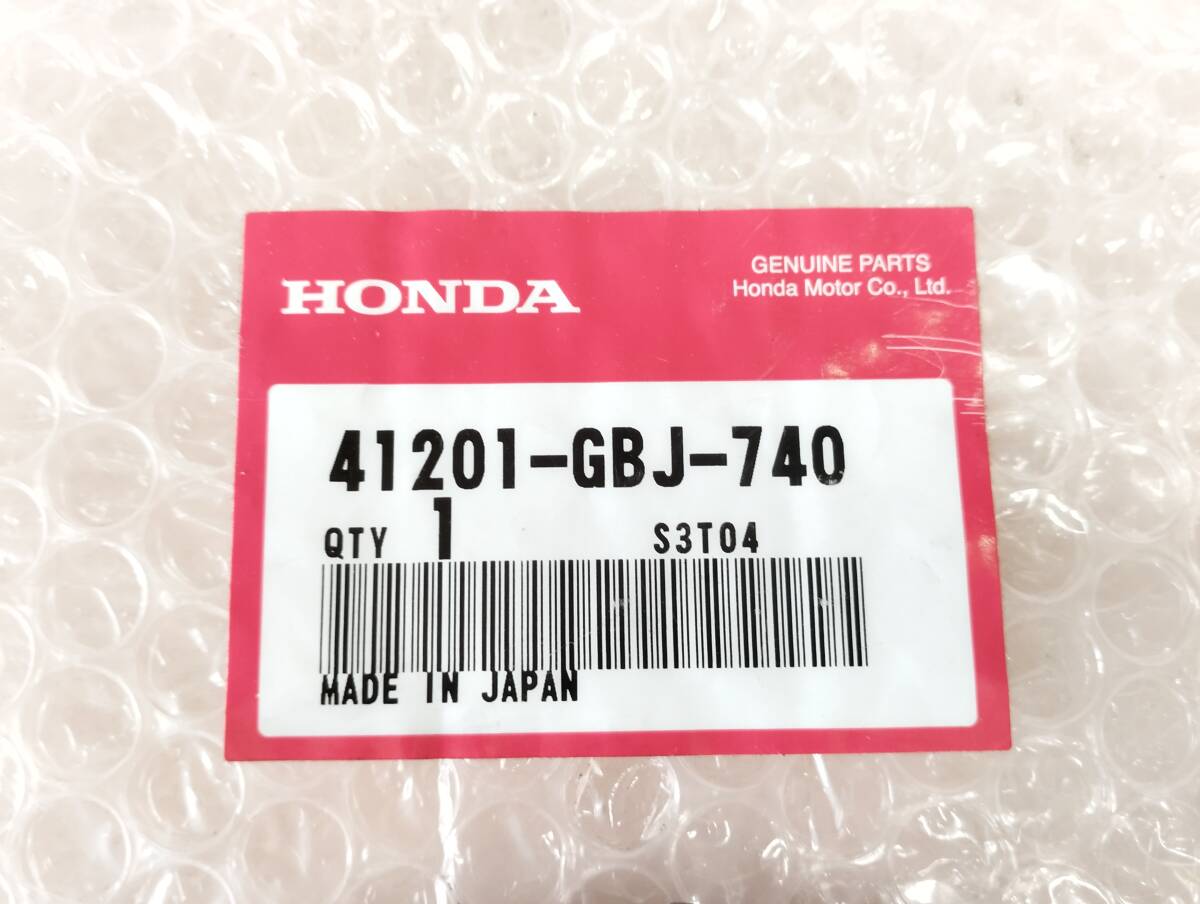 HONDA
GENUINE PARTS
Honda Motor Co., Ltd.
41201-GBJ-740
QTY 1 S3T04
MADE IN JAPAN